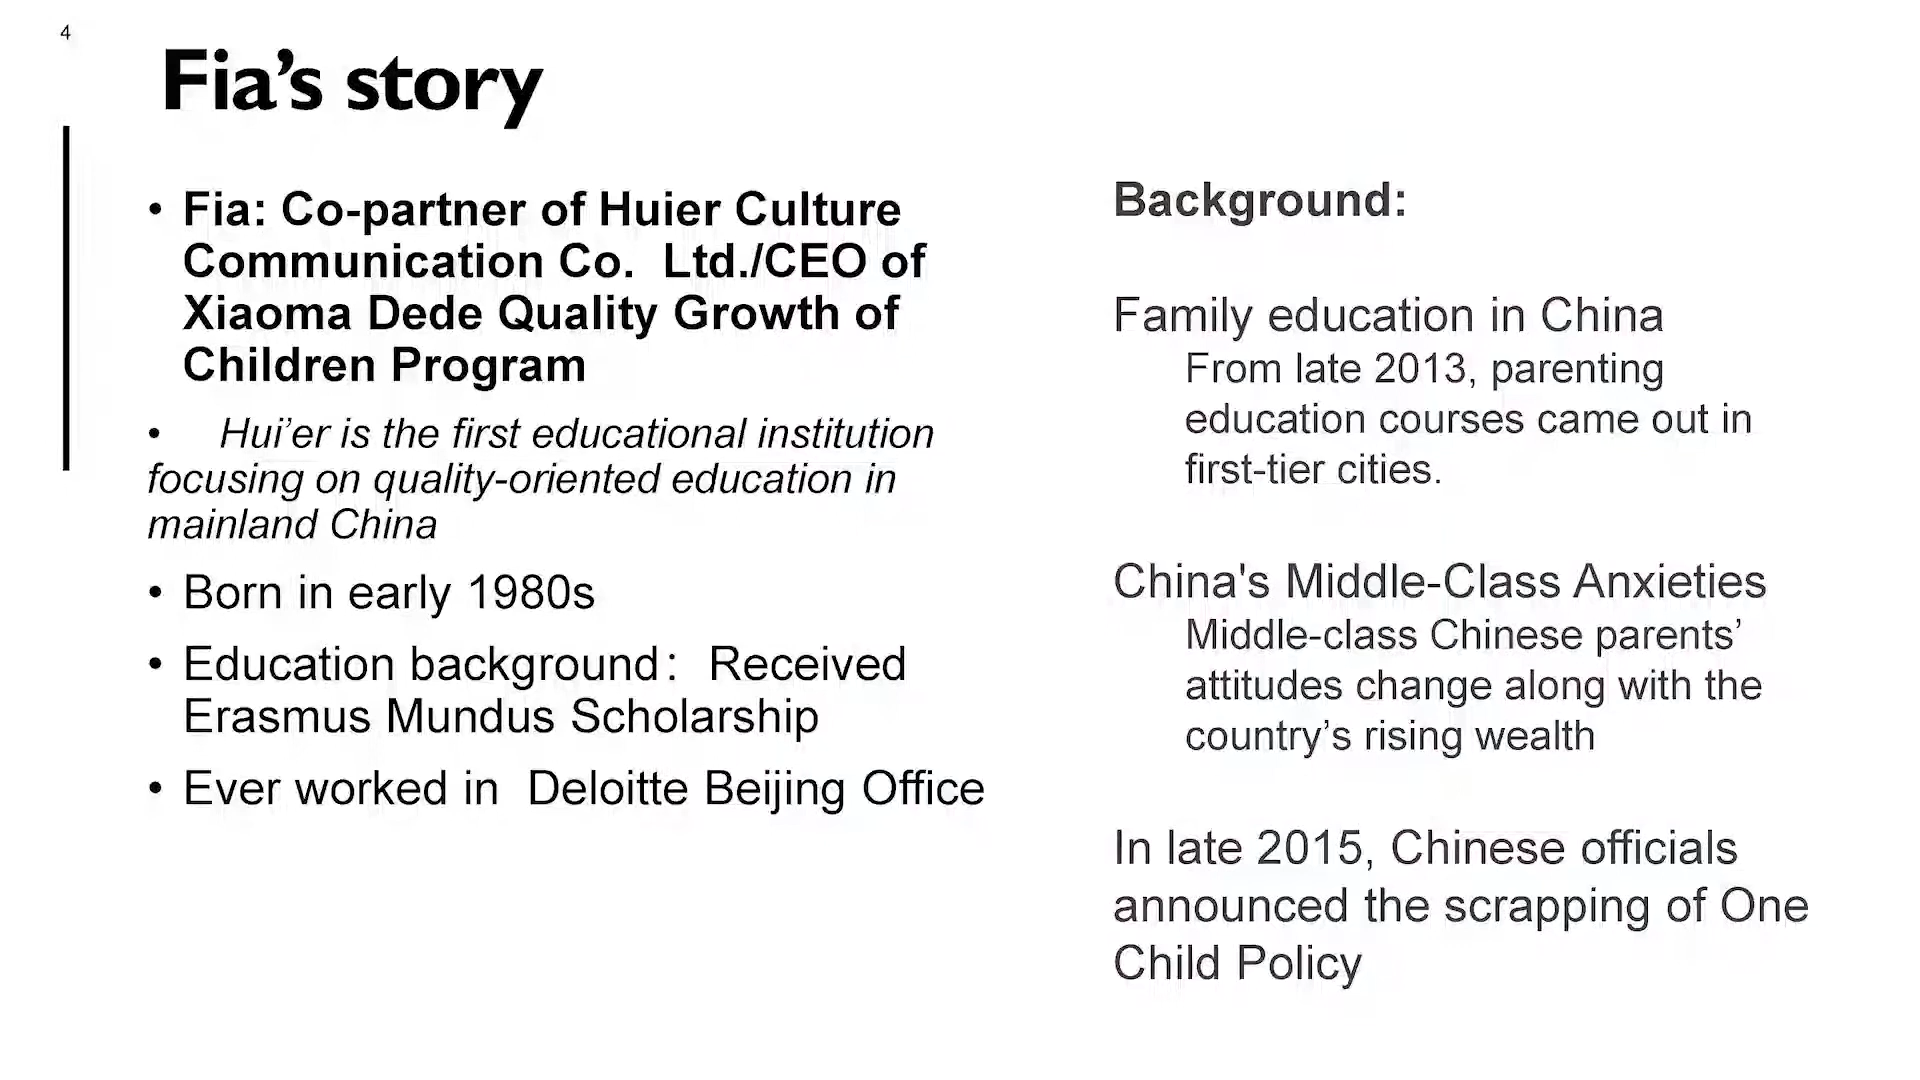 4
Fia’s story
• Fia: Co-partner of Huier Culture
Communication Co.  Ltd./CEO of
Xiaoma Dede Quality Growth of
Children Program
• Hui’er is the first educational institution
focusing on quality-oriented education in
mainland China
• Born in early 1980s
• Education background： Received
Erasmus Mundus Scholarship
• Ever worked in  Deloitte Beijing Office
Background:
Family education in China
From late 2013, parenting
education courses came out in
first-tier cities.
China's Middle-Class Anxieties
Middle-class Chinese parents’
attitudes change along with the
country’s rising wealth
In late 2015, Chinese officials
announced the scrapping of One
Child Policy